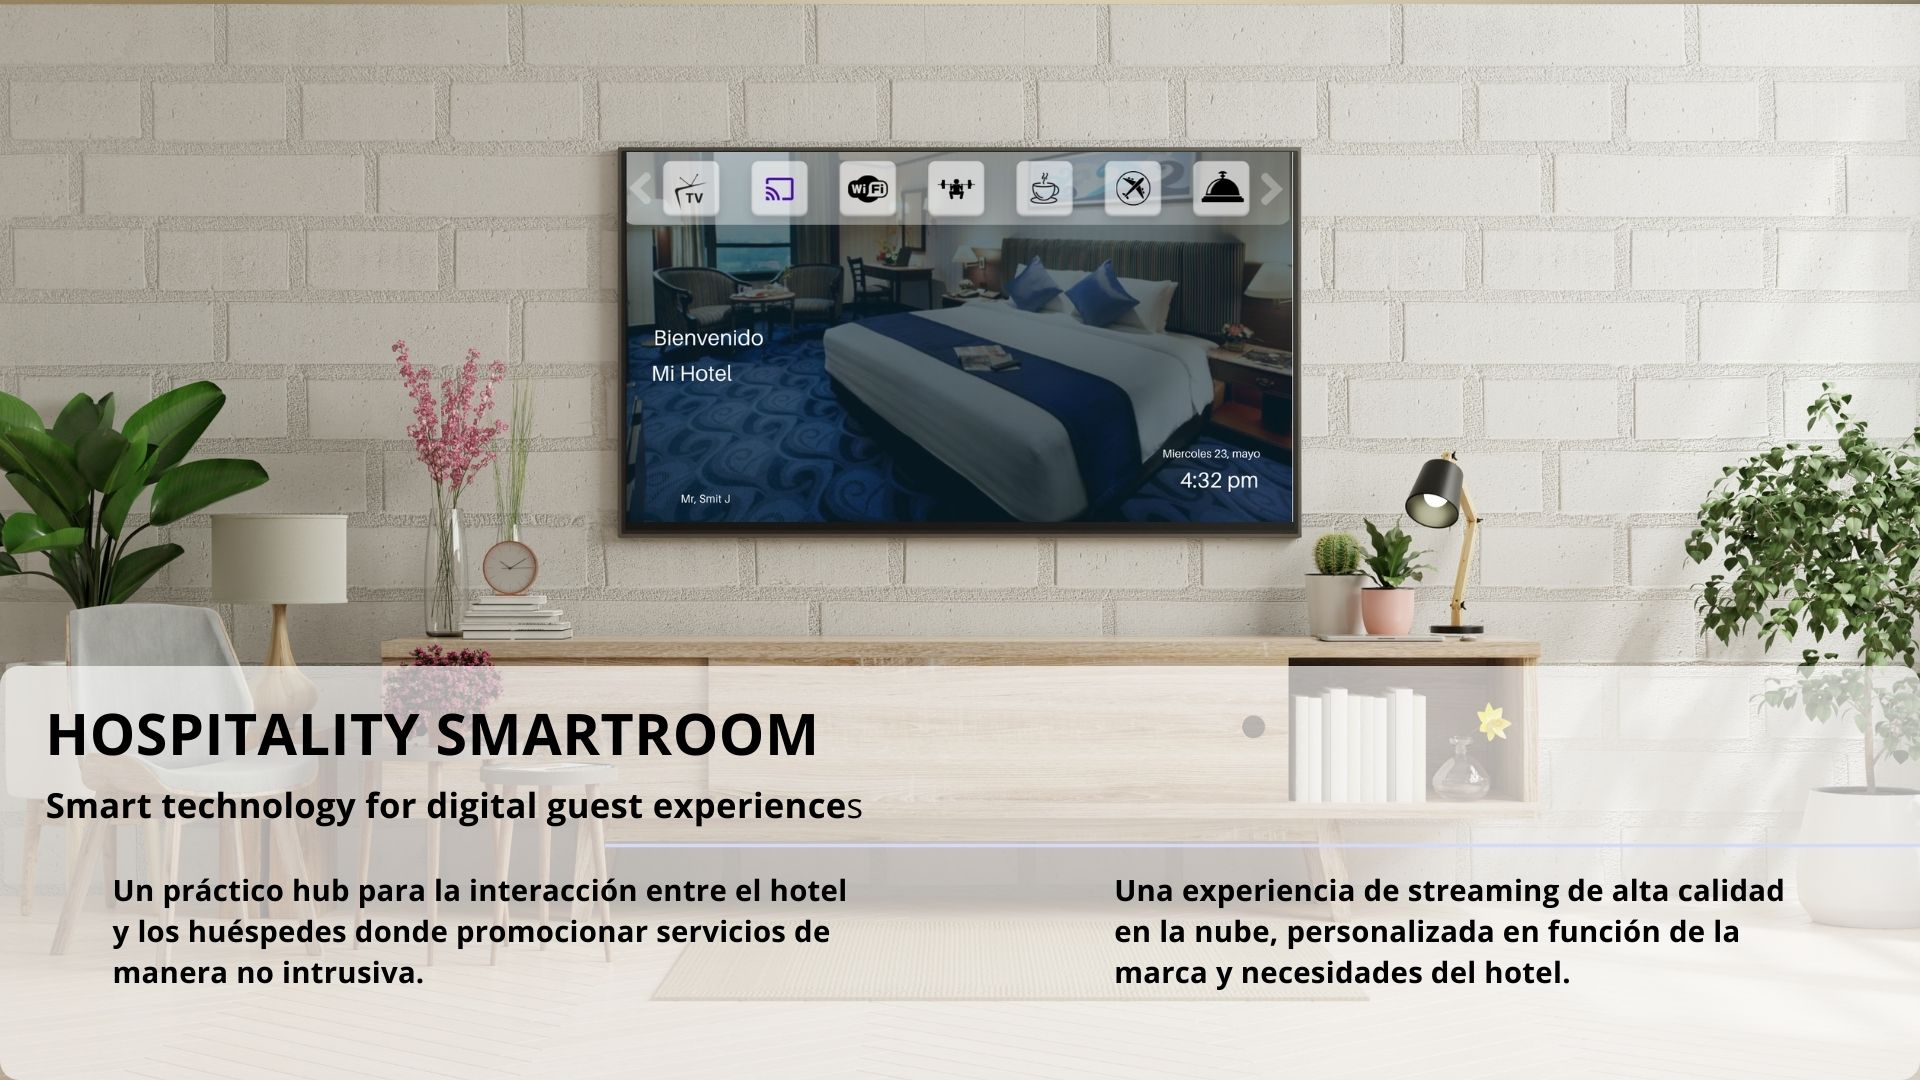 TV
WiFi
Bienvenido
Mi Hotel
Miercoles 23, mayo
4:32 pm
Mr, Smit J
HOSPITALITY SMARTROOM
Smart technology for digital guest experiences
Un práctico hub para la interacción entre el hotel
y los huéspedes donde promocionar servicios de
manera no intrusiva.
Una experiencia de streaming de alta calidad
en la nube, personalizada en función de la
marca y necesidades del hotel.